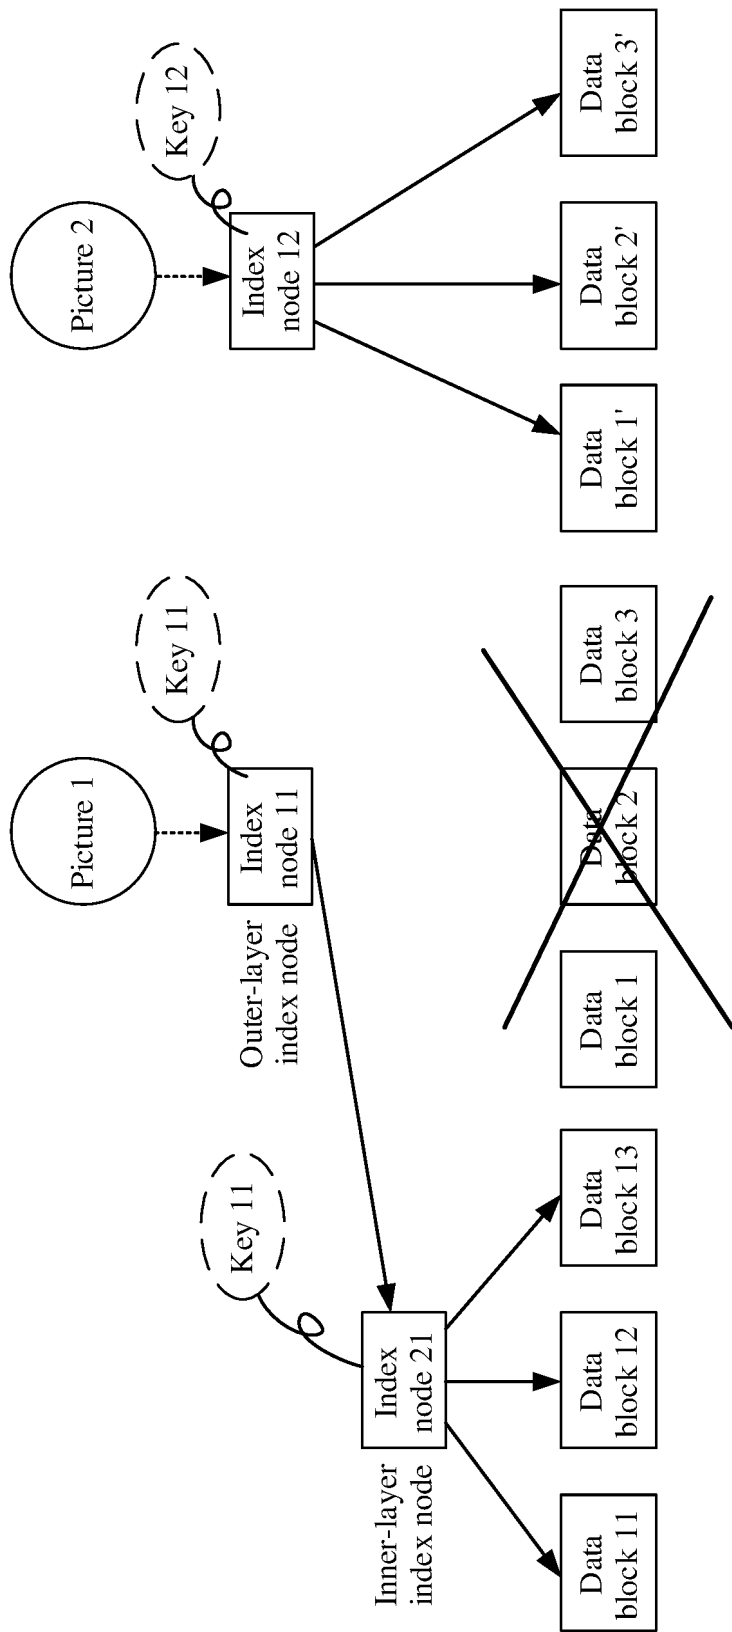 Picture 1
Picture 2
Key 11
Key 11
Key 12
Outer-layer
index node
Index
node 11
Index
node 12
Inner-layer
index node
Index
node 21
Data
block 11
Data
block 12
Data
block 13
Data
block 1
Data
block 2
Data
block 3
Data
block 1'
Data
block 2'
Data
block 3'